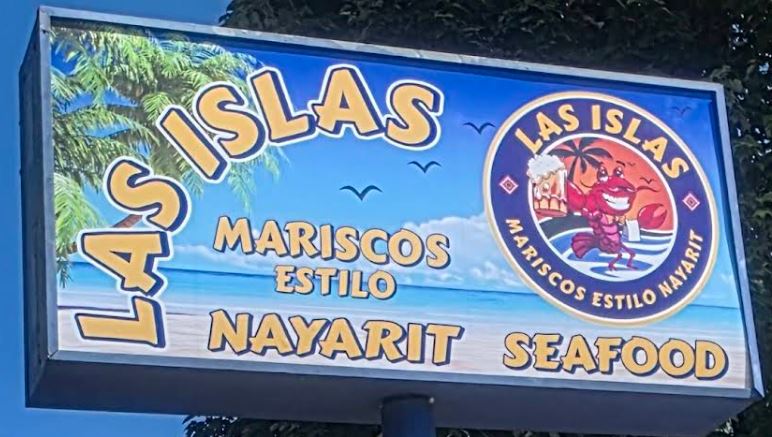 LAS ISLAS
MARISCOS
ESTILO
NAYARIT
SEAFOOD
LAS ISLAS
MARISCOS ESTILO NAYARIT